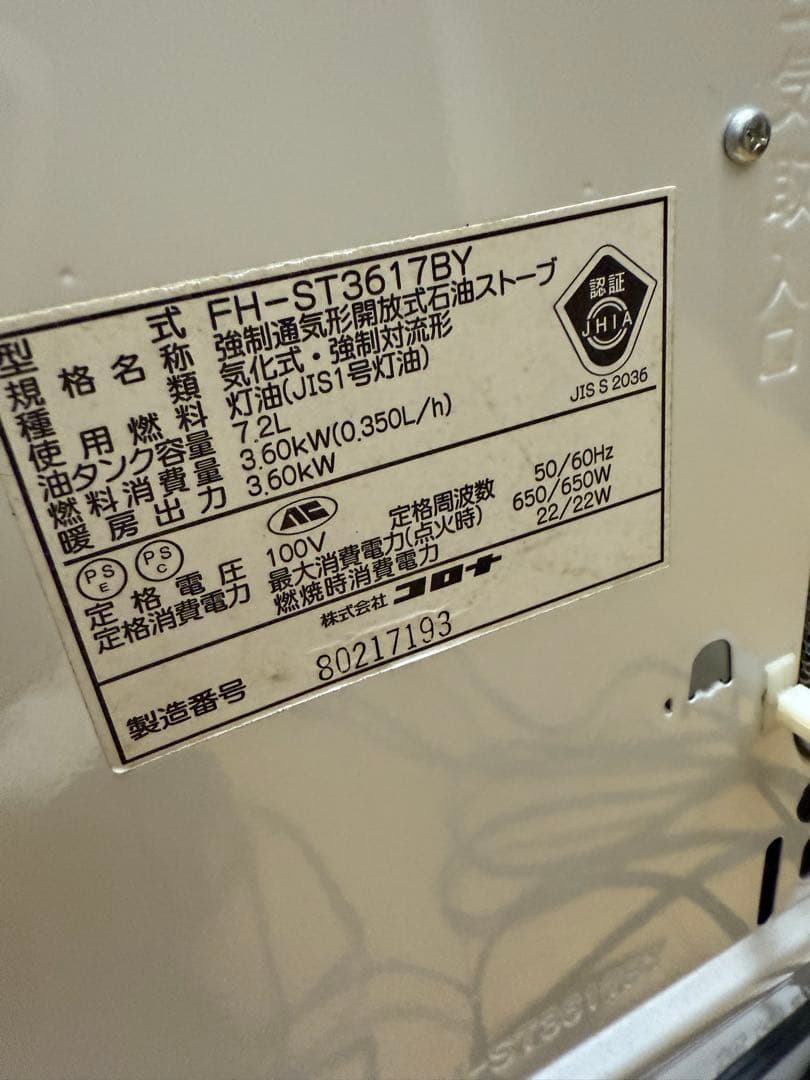 型式 FH-ST3617BY
規格名称 強制通気形開放式石油ストーブ
種類 気化式・強制対流形
使用燃料 灯油(JIS1号灯油)
油タンク容量 7.2L
燃料消費量 3.60kW(0.350L/h)
暖房出力 3.60kW
認証
JHIA
JIS S 2036
PS E
PS C
定格電圧 100V 定格周波数 50/60Hz
定格消費電力 最大消費電力(点火時) 650/650W
燃焼時消費電力 22/22W
株式会社 コロナ
製造番号 80217193